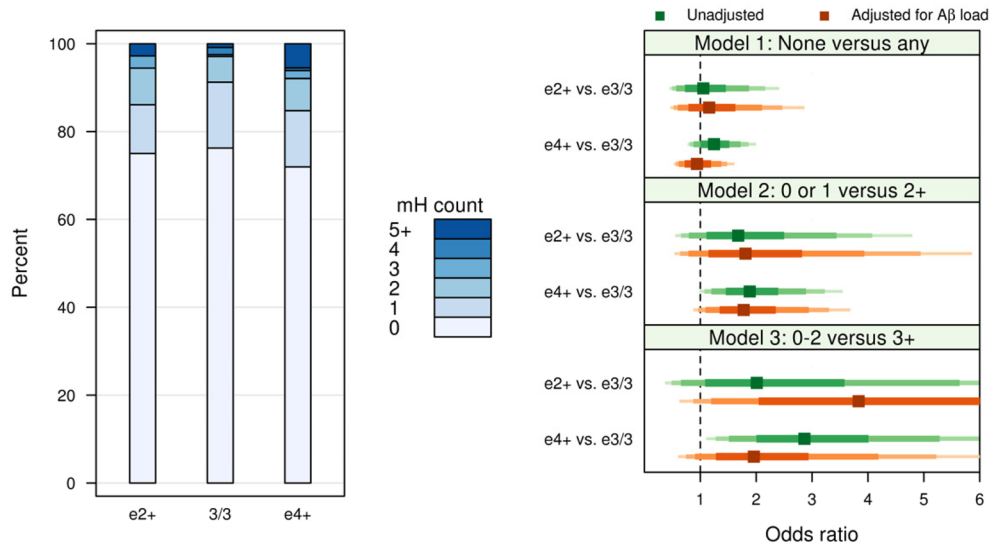 100
80
60
40
20
0
Percent
e2+ 3/3 e4+
mH count
5+
4
3
2
1
0
Unadjusted Adjusted for Aβ load
Model 1: None versus any
e2+ vs. e3/3
e4+ vs. e3/3
Model 2: 0 or 1 versus 2+
e2+ vs. e3/3
e4+ vs. e3/3
Model 3: 0-2 versus 3+
e2+ vs. e3/3
e4+ vs. e3/3
1 2 3 4 5 6
Odds ratio